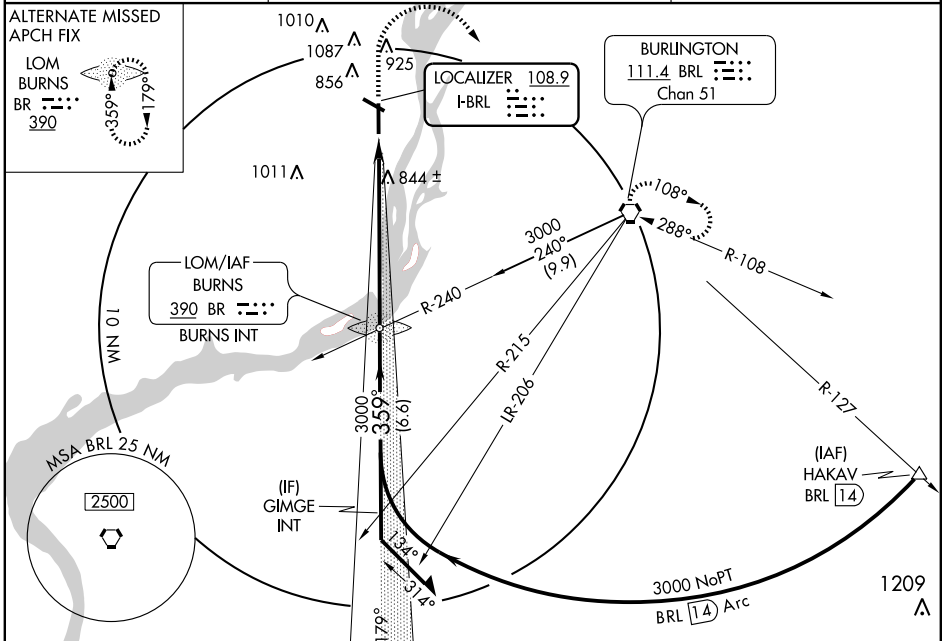 ALTERNATE MISSED
APCH FIX
LOM
BURNS
BR
390
359°
179°
1010
1087
856
925
LOCALIZER 108.9
I-BRL
BURLINGTON
111.4 BRL
Chan 51
1011
844 ±
108°
288°
R-108
3000
240°
(9.9)
R-240
LOM/IAF
BURNS
390 BR
BURNS INT
10 NM
R-215
LR-206
R-127
3000
359°
(6.6)
(IAF)
HAKAV
BRL 14
MSA BRL 25 NM
2500
(IF)
GIMGE
INT
134°
314°
179°
3000 NoPT
BRL 14 Arc
1209